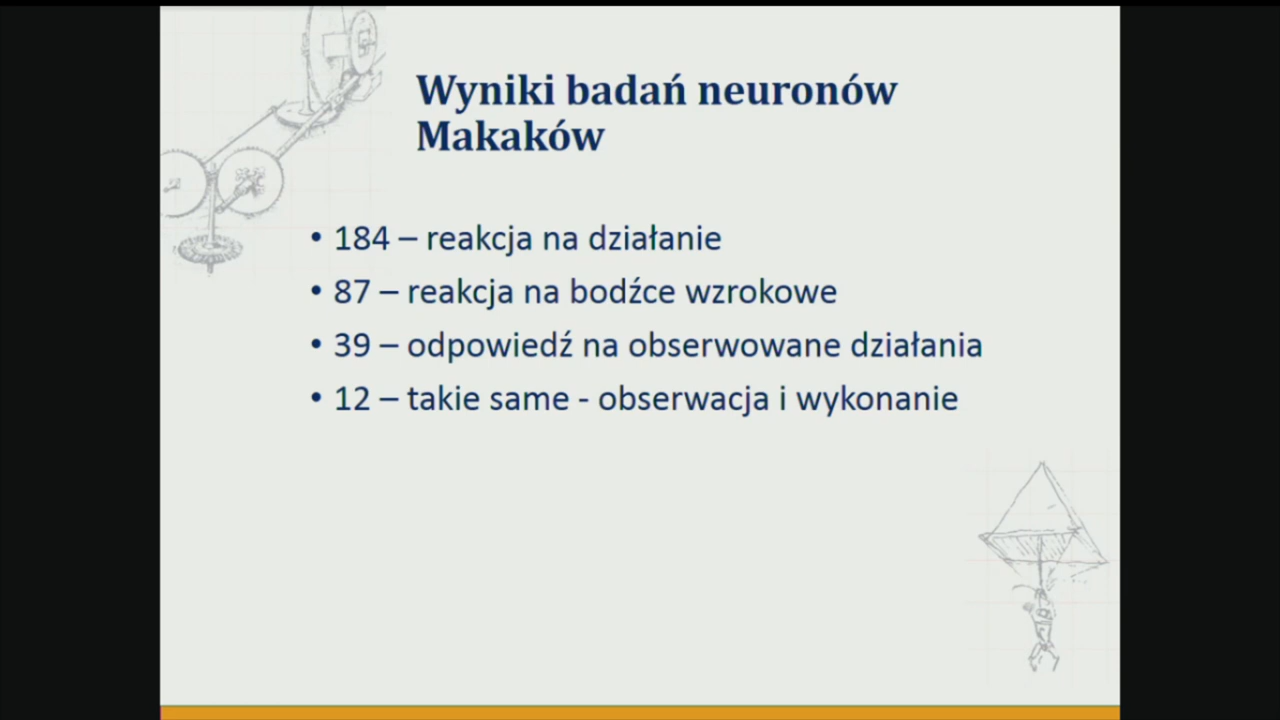 Wyniki badań neuronów
Makaków
• 184 – reakcja na działanie
• 87 – reakcja na bodźce wzrokowe
• 39 – odpowiedź na obserwowane działania
• 12 – takie same - obserwacja i wykonanie